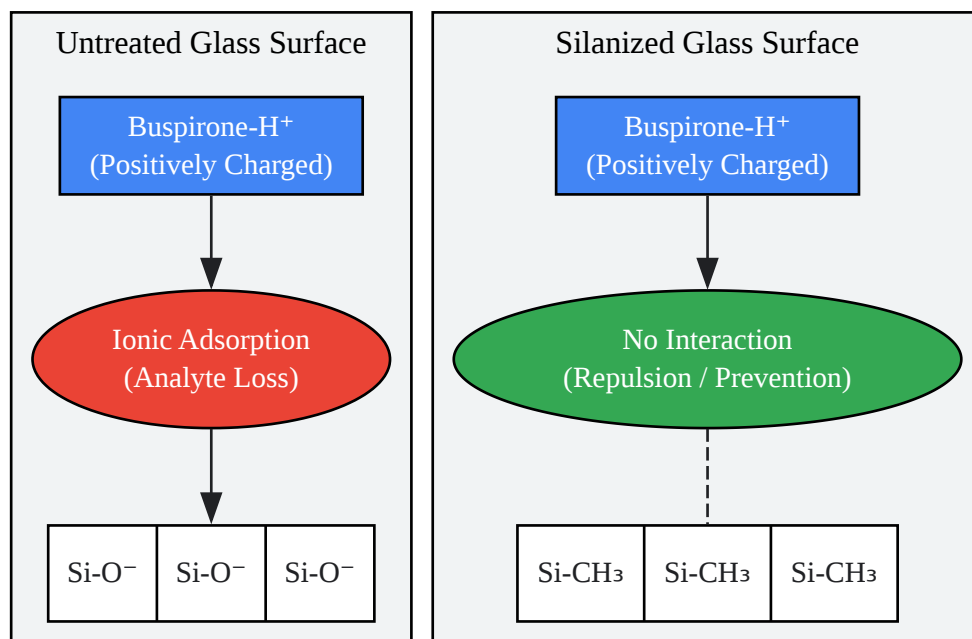 Untreated Glass Surface
Buspirone-H⁺
(Positively Charged)
Ionic Adsorption
(Analyte Loss)
Si-O⁻
Si-O⁻
Si-O⁻
Silanized Glass Surface
Buspirone-H⁺
(Positively Charged)
No Interaction
(Repulsion / Prevention)
Si-CH₃
Si-CH₃
Si-CH₃